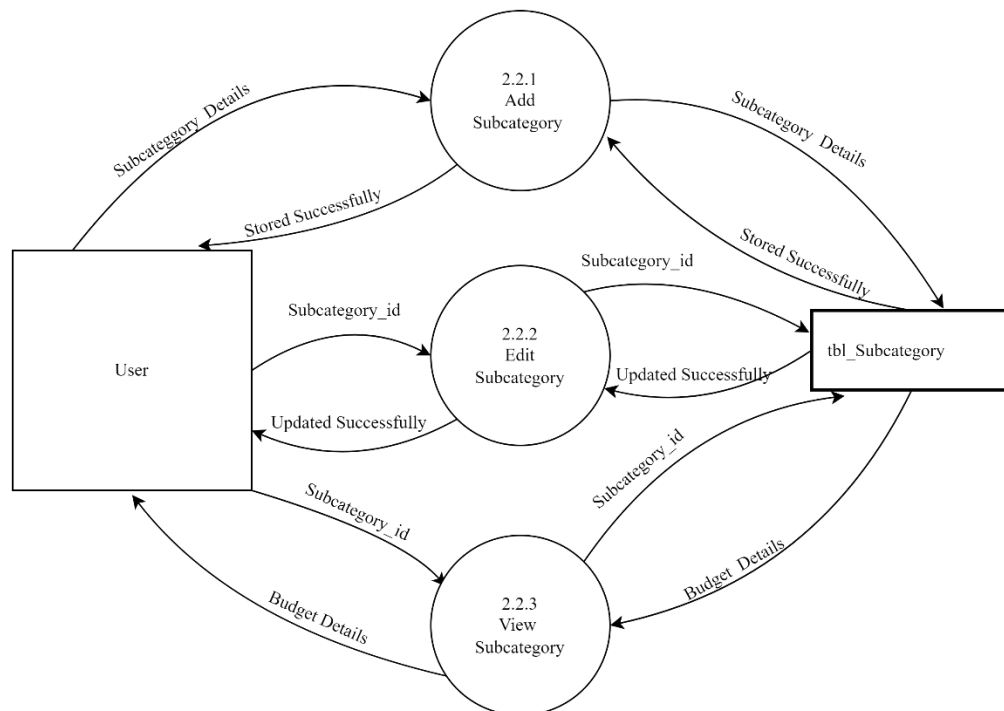 2.2.1
Add
Subcategory
Subcateggory Details
Subcategory Details
Stored Successfully
Stored Successfully
Subcategory_id
Subcategory_id
2.2.2
Edit
Subcategory
User
tbl_Subcategory
Updated Successfully
Updated Successfully
Subcategory_id
Subcategory_id
Budget Details
Budget Details
2.2.3
View
Subcategory